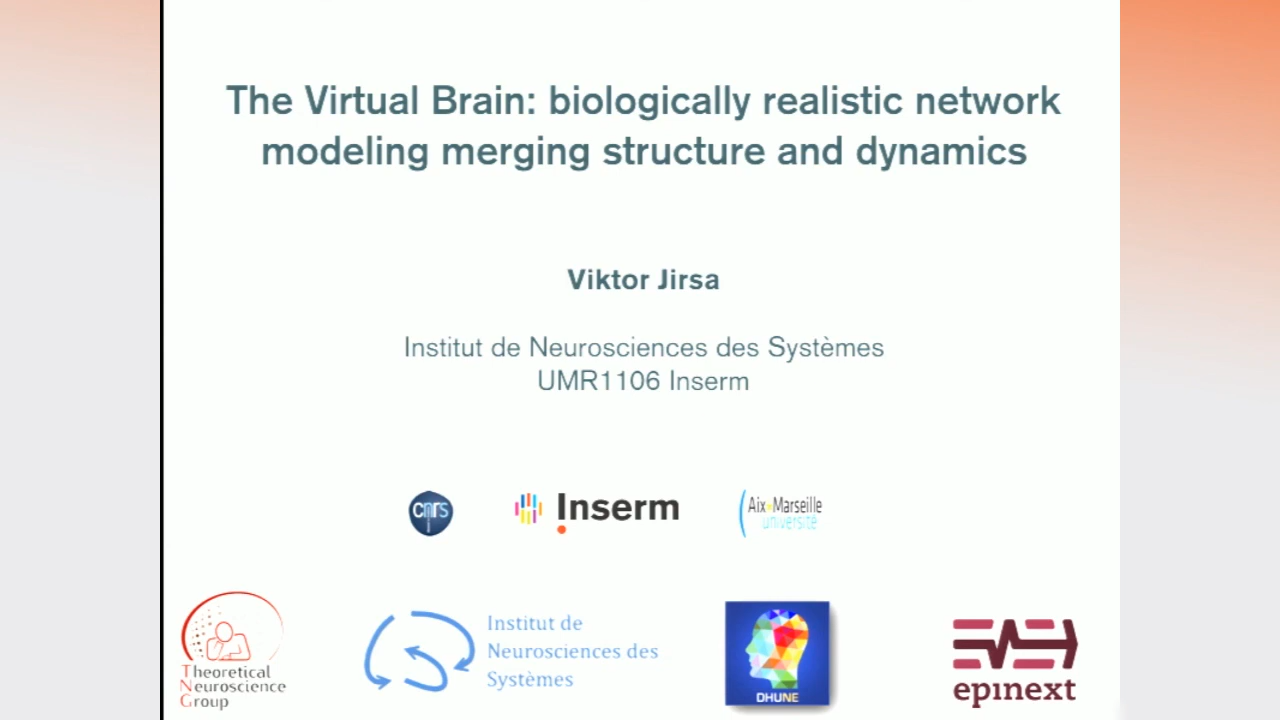 The Virtual Brain: biologically realistic network
modeling merging structure and dynamics
Viktor Jirsa
Institut de Neurosciences des Systèmes
UMR1106 Inserm
cnrs
Inserm
Aix*Marseille
université
Theoretical
Neuroscience
Group
Institut de
Neurosciences des
Systèmes
DHUNE
epinext